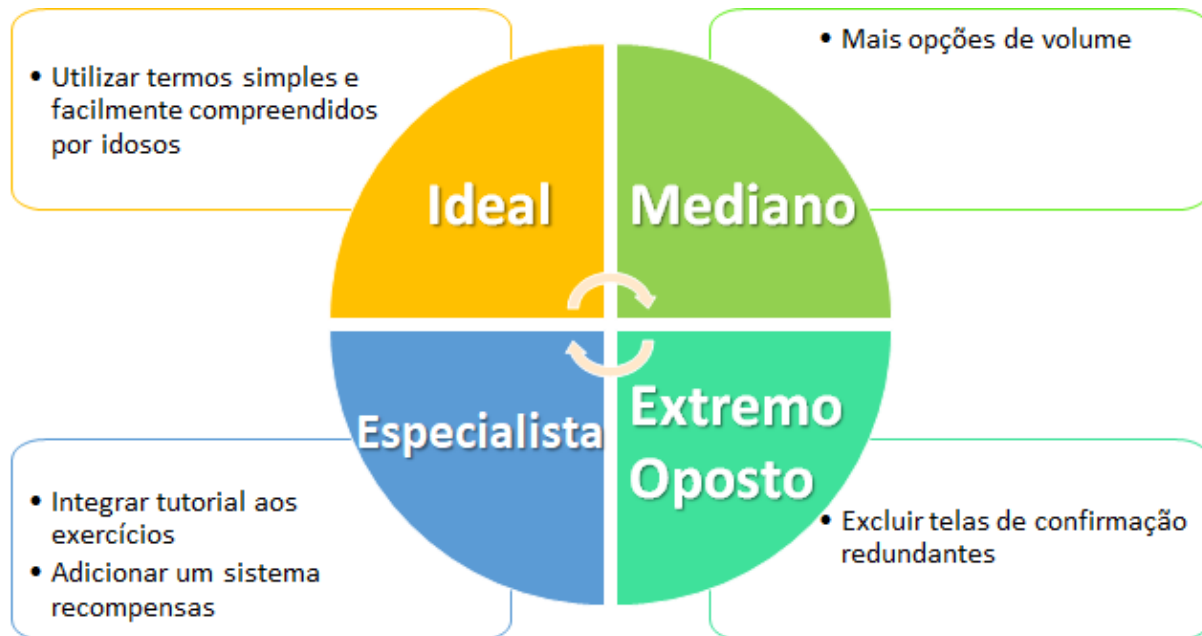 • Utilizar termos simples e
facilmente compreendidos
por idosos
• Mais opções de volume
Ideal
Mediano
Especialista
Extremo
Oposto
• Integrar tutorial aos
exercícios
• Adicionar um sistema
recompensas
• Excluir telas de confirmação
redundantes